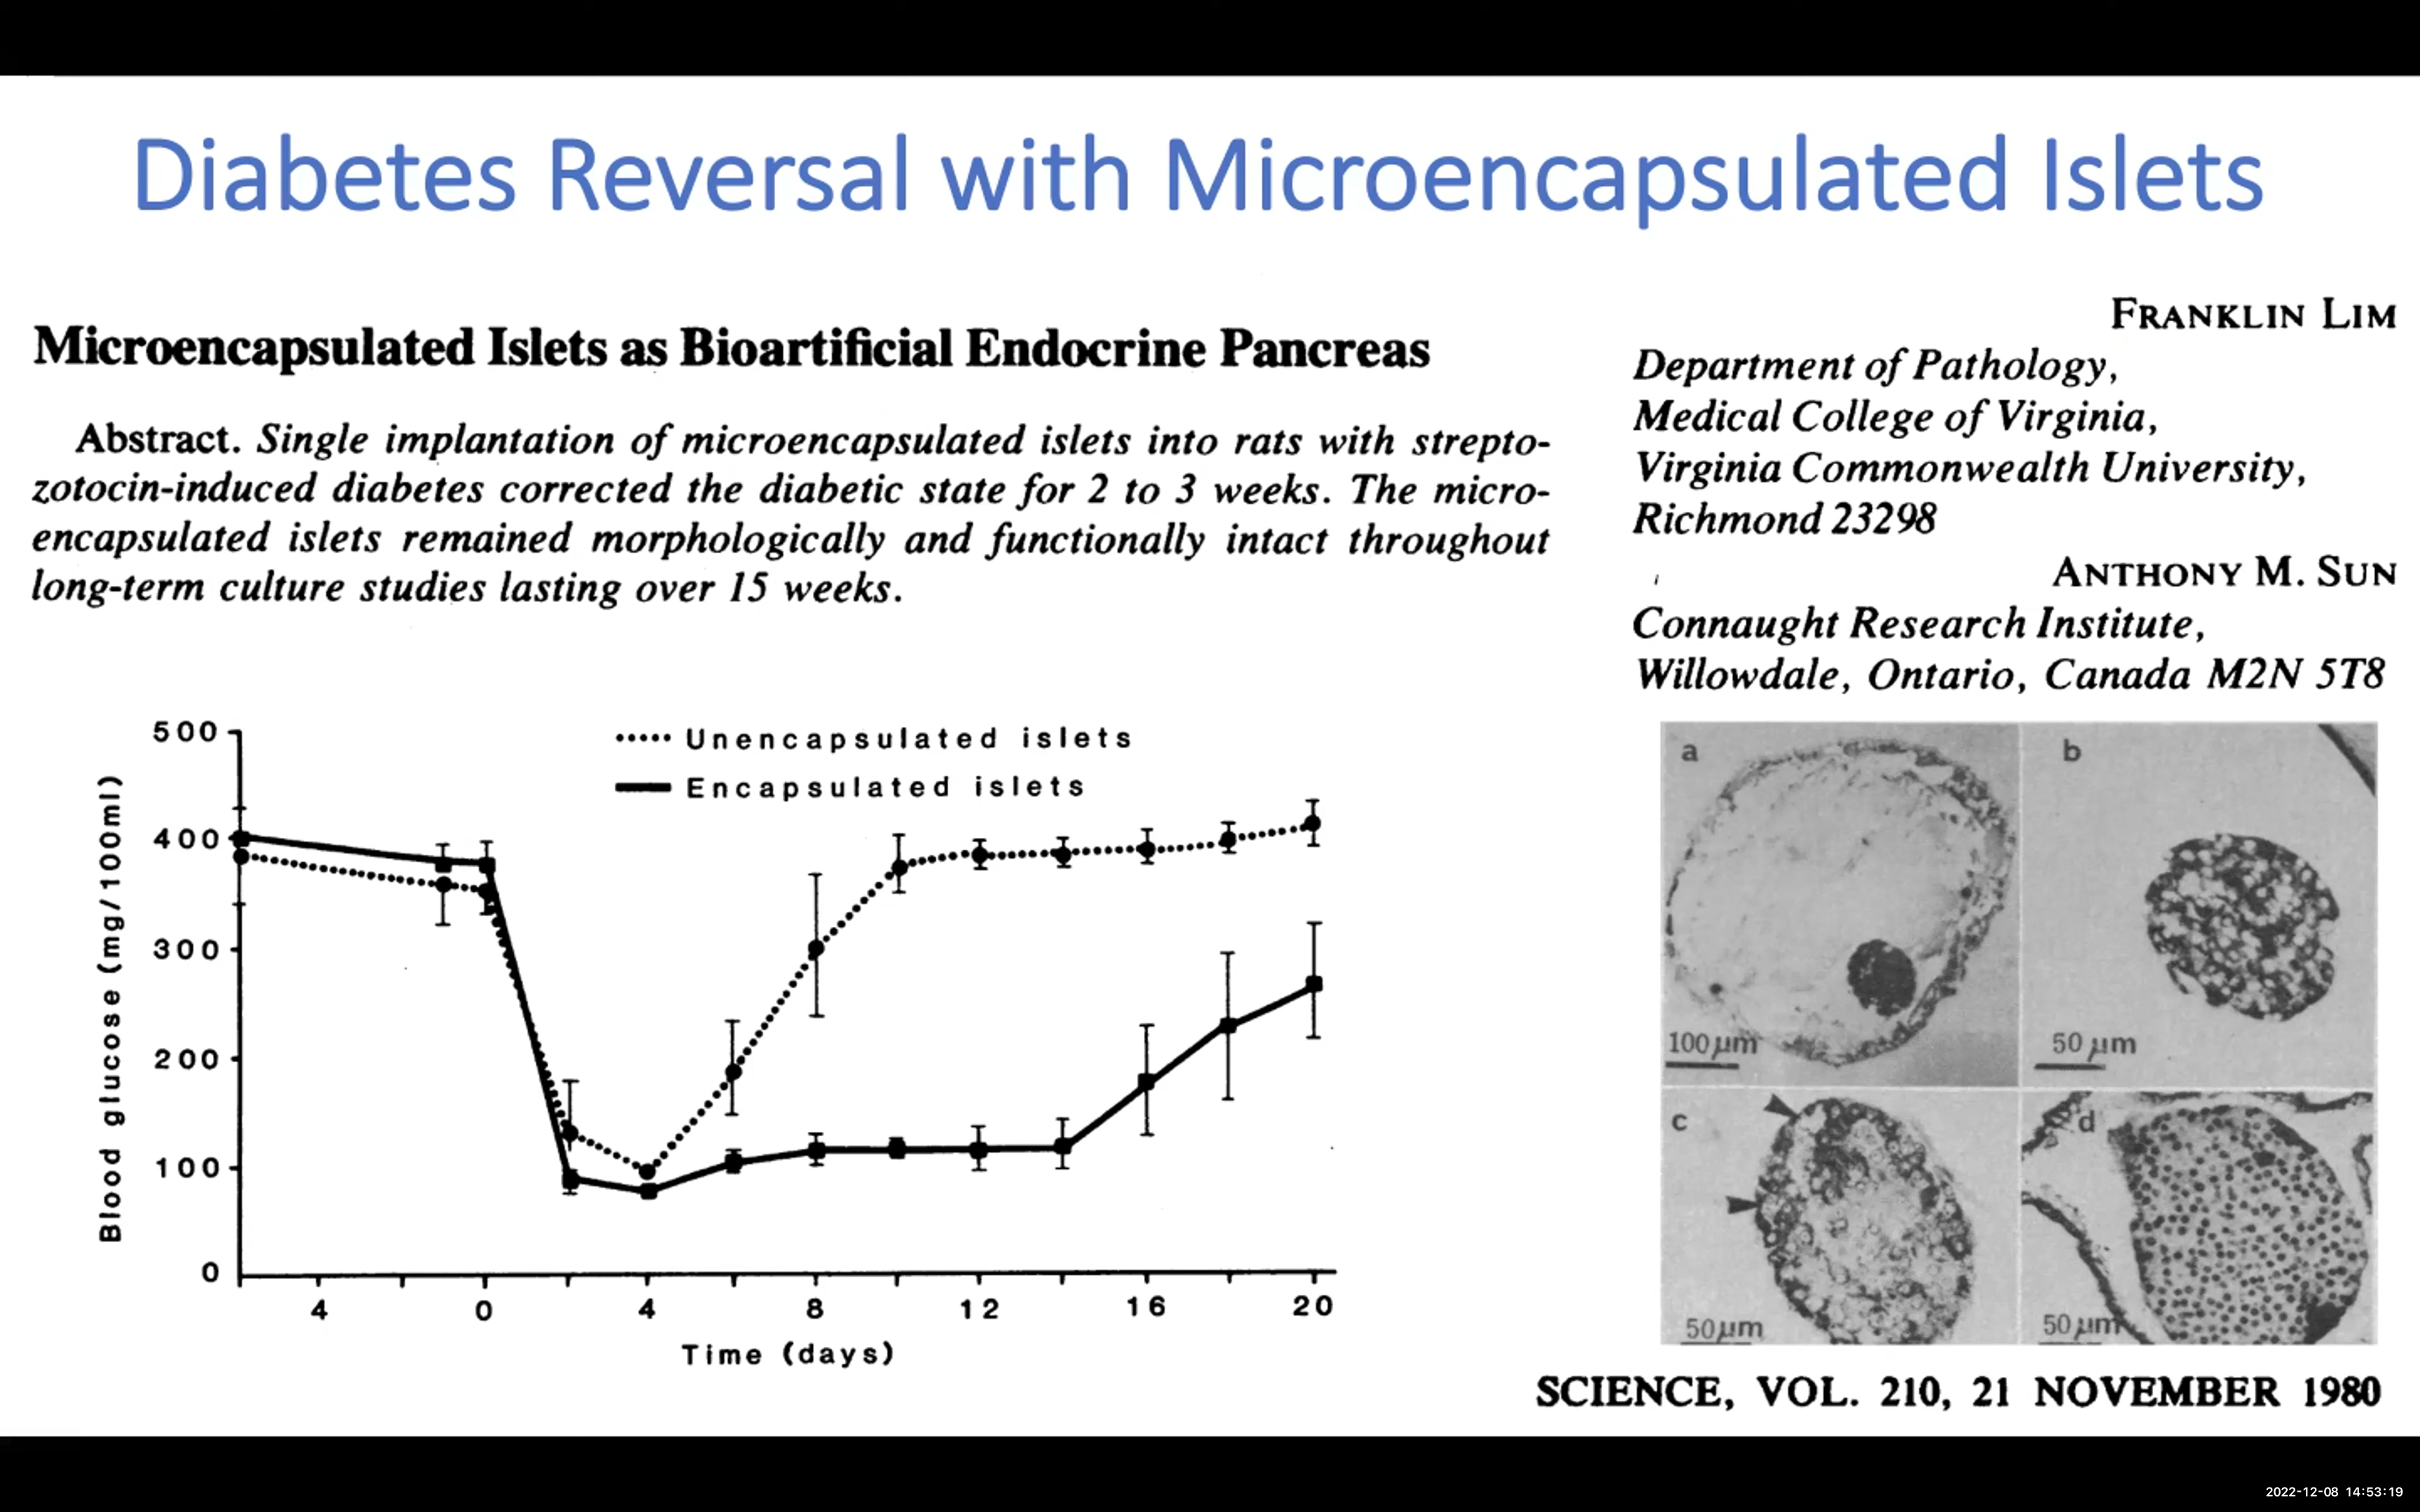 Diabetes Reversal with Microencapsulated Islets
Microencapsulated Islets as Bioartificial Endocrine Pancreas
Abstract. Single implantation of microencapsulated islets into rats with strepto-
zotocin-induced diabetes corrected the diabetic state for 2 to 3 weeks. The micro-
encapsulated islets remained morphologically and functionally intact throughout
long-term culture studies lasting over 15 weeks.
FRANKLIN LIM
Department of Pathology,
Medical College of Virginia,
Virginia Commonwealth University,
Richmond 23298
ANTHONY M. SUN
Connaught Research Institute,
Willowdale, Ontario, Canada M2N 5T8
Unencapsulated islets
Encapsulated islets
Blood glucose (mg/100ml)
500
400
300
200
100
0
4 0 4 8 12 16 20
Time (days)
a
100 µm
b
50 µm
c
50 µm
d
50 µm
SCIENCE, VOL. 210, 21 NOVEMBER 1980
2022-12-08 14:53:19